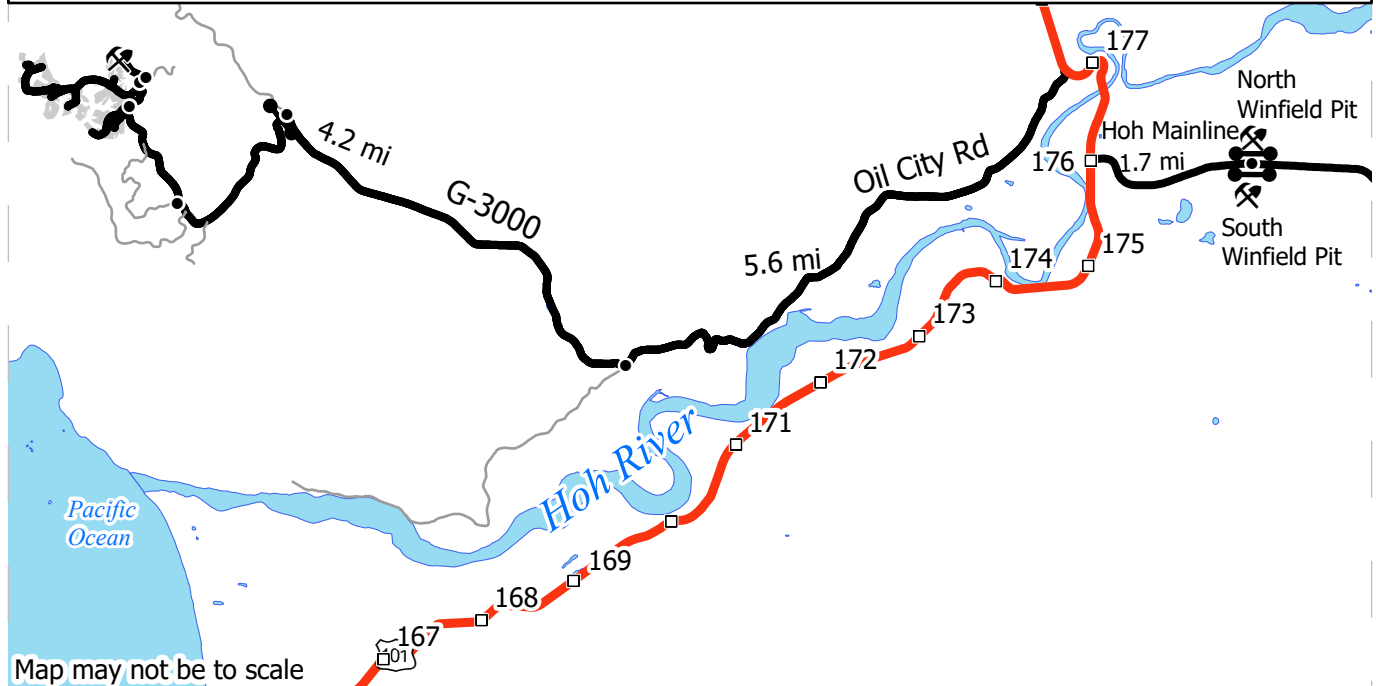 177
North
Winfield Pit
Hoh Mainline
4.2 mi
176
1.7 mi
Oil City Rd
G-3000
South
Winfield Pit
175
5.6 mi
174
173
172
171
Hoh River
Pacific
Ocean
169
168
167
101
Map may not be to scale